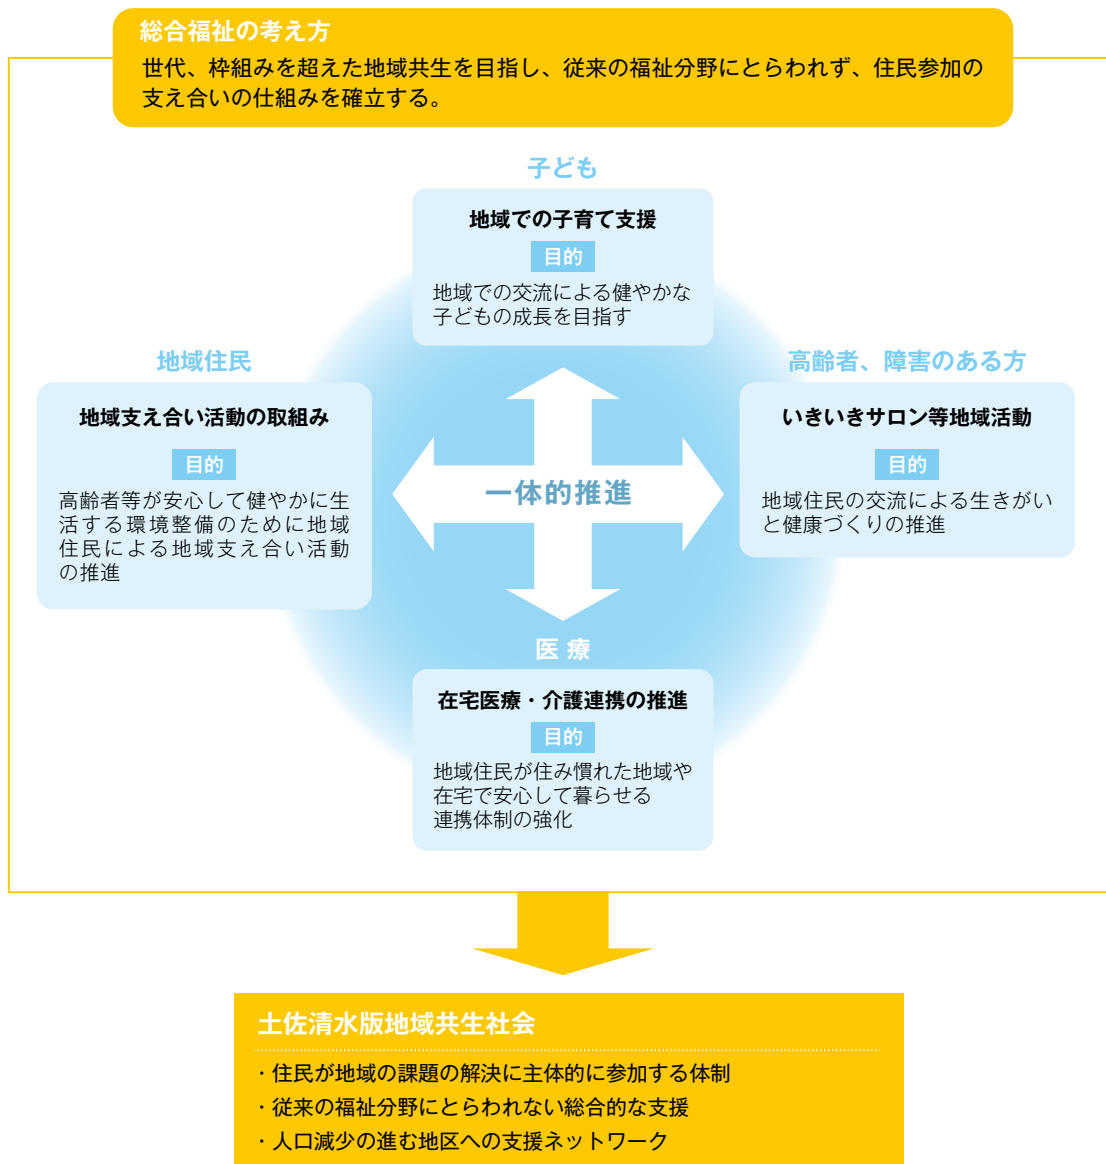 総合福祉の考え方
世代、枠組みを超えた地域共生を目指し、従来の福祉分野にとらわれず、住民参加の
支え合いの仕組みを確立する。
子ども
地域での子育て支援
目的
地域での交流による健やかな
子どもの成長を目指す
地域住民
地域支え合い活動の取組み
目的
高齢者等が安心して健やかに生
活する環境整備のために地域
住民による地域支え合い活動
の推進
一体的推進
高齢者、障害のある方
いきいきサロン等地域活動
目的
地域住民の交流による生きがい
と健康づくりの推進
医 療
在宅医療・介護連携の推進
目的
地域住民が住み慣れた地域や
在宅で安心して暮らせる
連携体制の強化
土佐清水版地域共生社会
・住民が地域の課題の解決に主体的に参加する体制
・従来の福祉分野にとらわれない総合的な支援
・人口減少の進む地区への支援ネットワーク